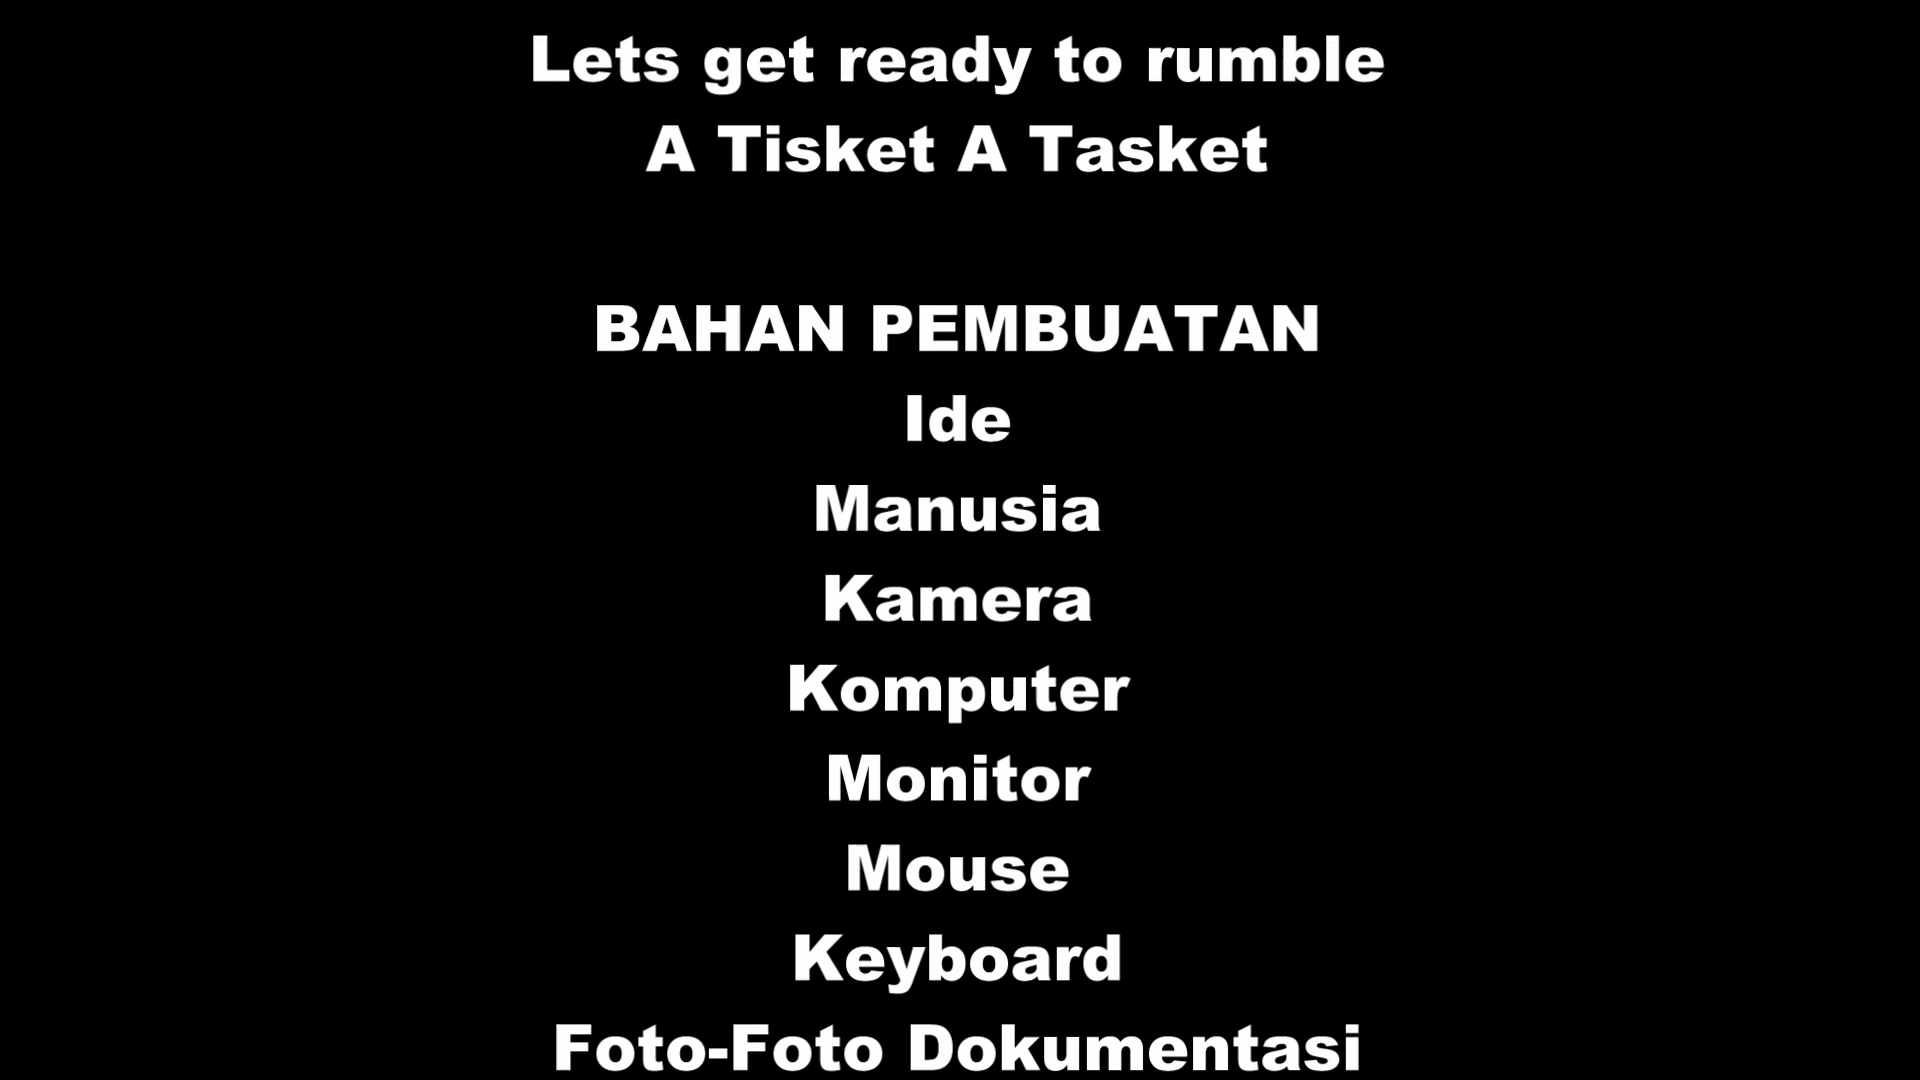 Lets get ready to rumble
A Tisket A Tasket
BAHAN PEMBUATAN
Ide
Manusia
Kamera
Komputer
Monitor
Mouse
Keyboard
Foto-Foto Dokumentasi